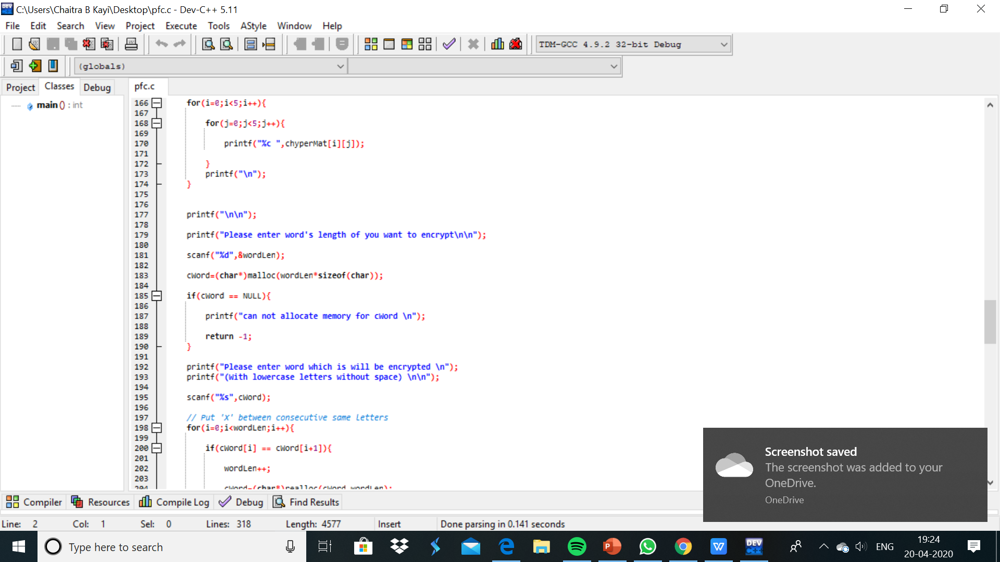 C:\Users\Chaitra B Kayi\Desktop\pfc.c - Dev-C++ 5.11
File Edit Search View Project Execute Tools AStyle Window Help
TDM-GCC 4.9.2 32-bit Debug
(globals)
Project Classes Debug
pfc.c
main () : int
166 for(i=0;i<5;i++){
167
168 for(j=0;j<5;j++){
169
170 printf("%c ",chyperMat[i][j]);
171
172 }
173 printf("\n");
174 }
175
176
177 printf("\n\n");
178
179 printf("Please enter word's length of you want to encrypt\n\n");
180
181 scanf("%d",&wordLen);
182
183 cWord=(char*)malloc(wordLen*sizeof(char));
184
185 if(cWord == NULL){
186
187 printf("can not allocate memory for cWord \n");
188
189 return -1;
190 }
191
192 printf("Please enter word which is will be encrypted \n");
193 printf("(With lowercase letters without space) \n\n");
194
195 scanf("%s",cWord);
196
197 // Put 'X' between consecutive same letters
198 for(i=0;i<wordLen;i++){
199
200 if(cWord[i] == cWord[i+1]){
201
202 wordLen++;
203
204 cWord=(char*)realloc(cWord,wordLen);
Screenshot saved
The screenshot was added to your
OneDrive.
OneDrive
Compiler Resources Compile Log Debug Find Results
Line: 2 Col: 1 Sel: 0 Lines: 318 Length: 4577 Insert Done parsing in 0.141 seconds
Type here to search
DEV
C++
ENG
19:24
20-04-2020